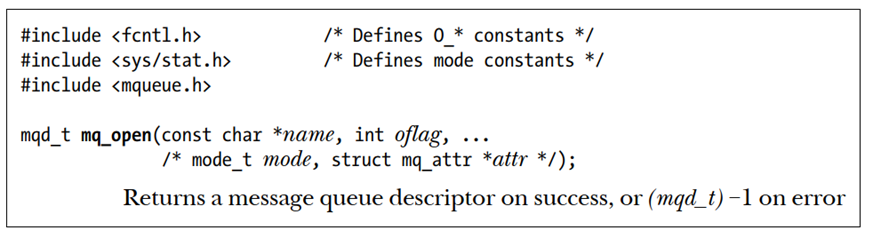 #include <fcntl.h> /* Defines O_* constants */
#include <sys/stat.h> /* Defines mode constants */
#include <mqueue.h>
mqd_t mq_open(const char *name, int oflag, ...
/* mode_t mode, struct mq_attr *attr */);
Returns a message queue descriptor on success, or (mqd_t) –1 on error